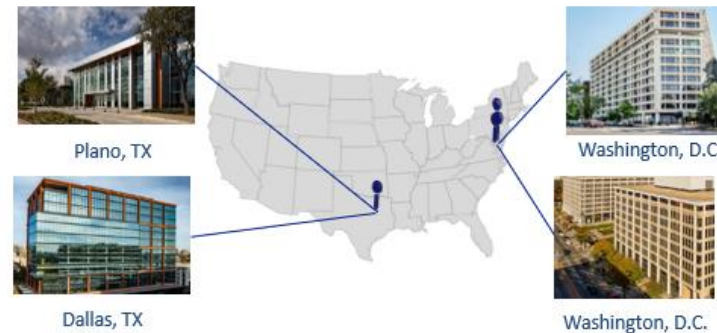 Plano, TX
Washington, D.C
Dallas, TX
Washington, D.C.